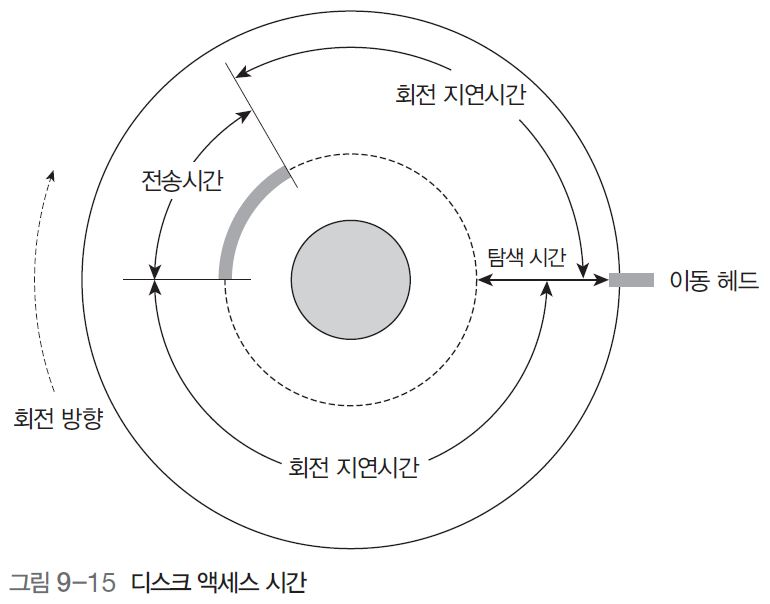 회전 지연시간
전송시간
탐색 시간
이동 헤드
회전 방향
회전 지연시간
그림 9-15 디스크 액세스 시간